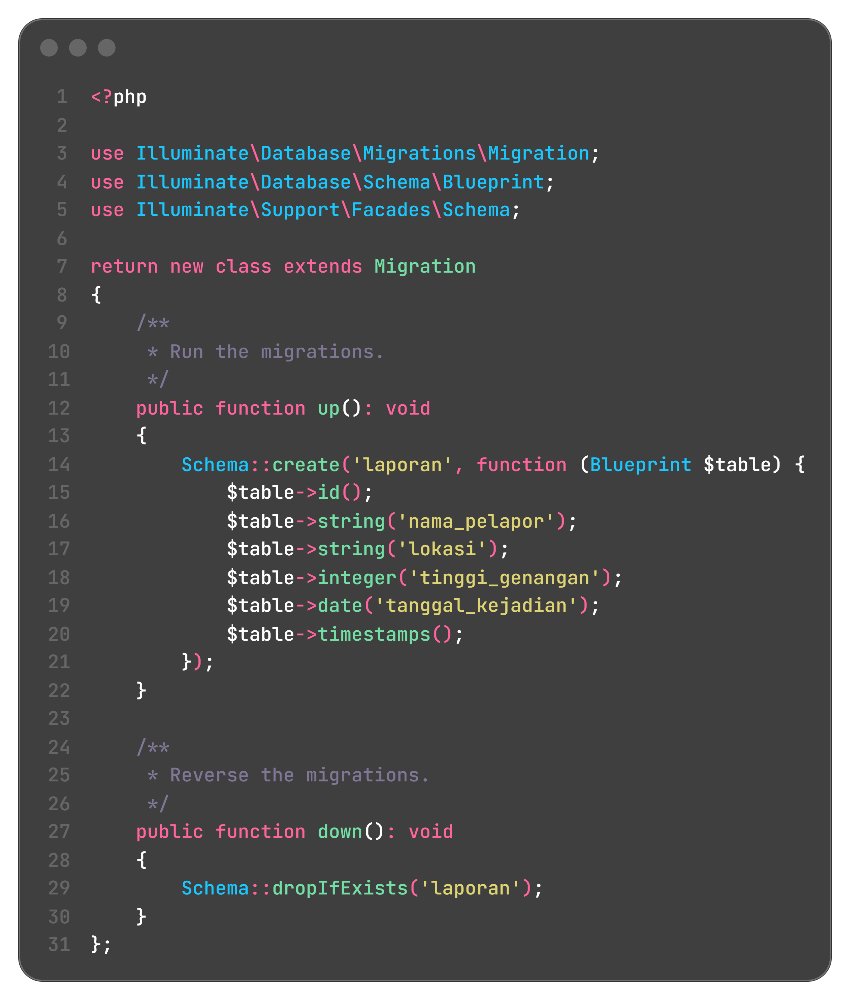 1 <?php
2
3 use Illuminate\Database\Migrations\Migration;
4 use Illuminate\Database\Schema\Blueprint;
5 use Illuminate\Support\Facades\Schema;
6
7 return new class extends Migration
8 {
9     /**
10      * Run the migrations.
11      */
12     public function up(): void
13     {
14         Schema::create('laporan', function (Blueprint $table) {
15             $table->id();
16             $table->string('nama_pelapor');
17             $table->string('lokasi');
18             $table->integer('tinggi_genangan');
19             $table->date('tanggal_kejadian');
20             $table->timestamps();
21         });
22     }
23
24     /**
25      * Reverse the migrations.
26      */
27     public function down(): void
28     {
29         Schema::dropIfExists('laporan');
30     }
31 };